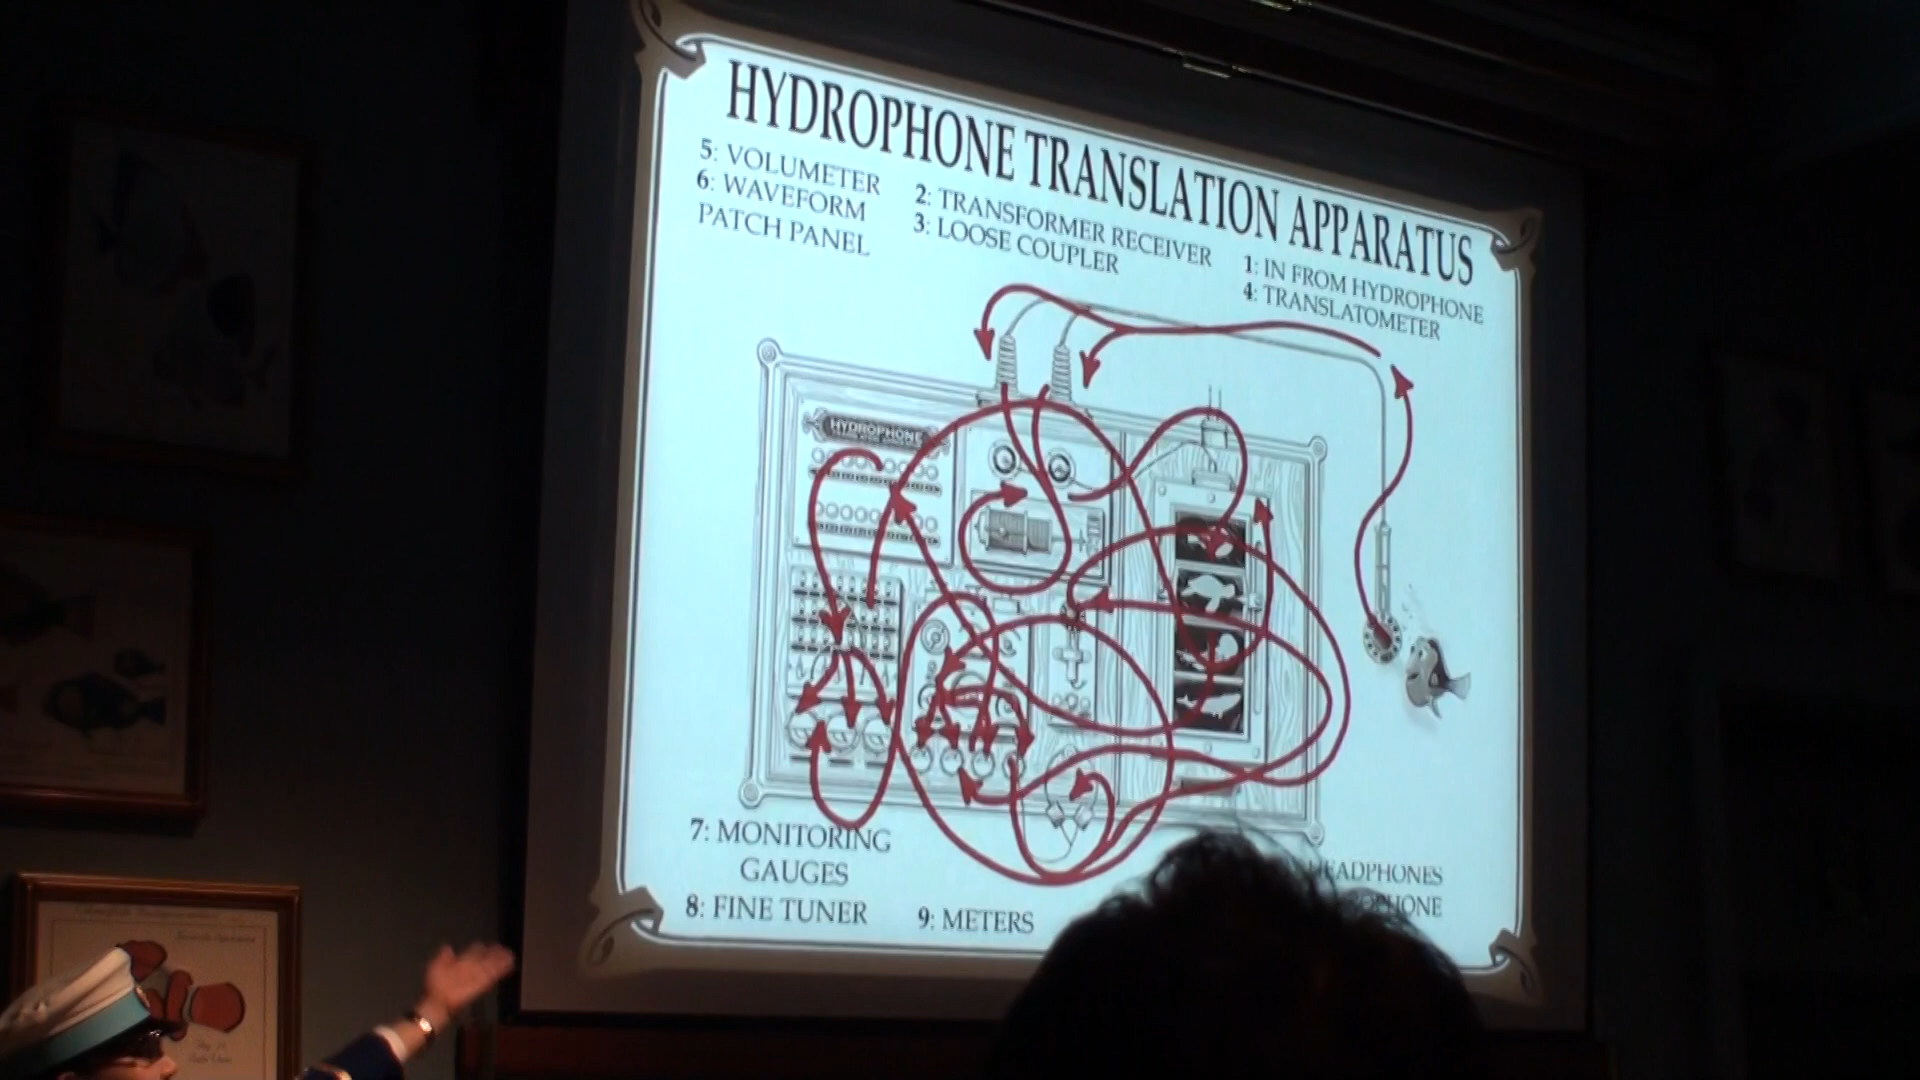 HYDROPHONE TRANSLATION APPARATUS
5: VOLUMETER
6: WAVEFORM
PATCH PANEL
2: TRANSFORMER RECEIVER
3: LOOSE COUPLER
1: IN FROM HYDROPHONE
4: TRANSLATOMETER
HYDROPHONE
7: MONITORING
GAUGES
8: FINE TUNER
9: METERS
HEADPHONES